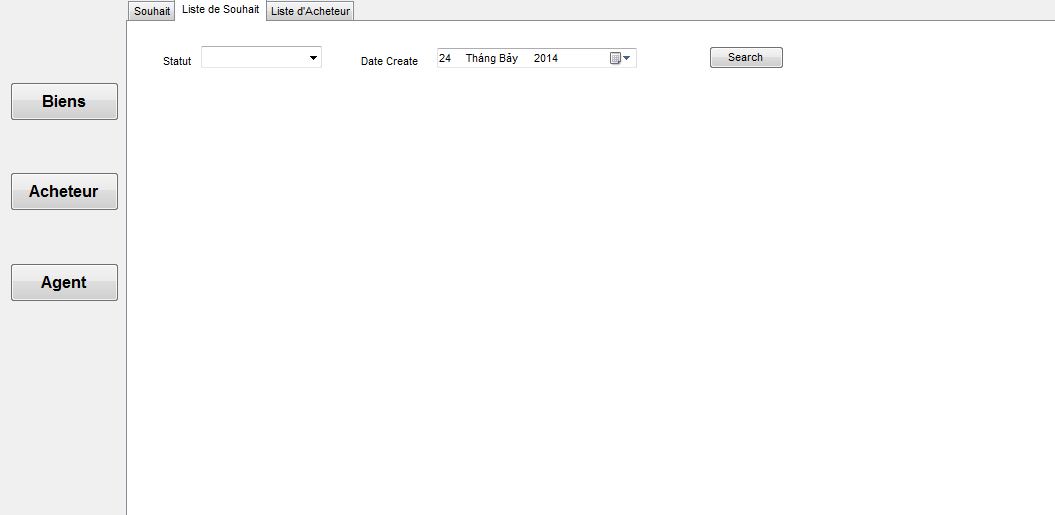 Souhait Liste de Souhait Liste d'Acheteur
Statut Date Create 24 Tháng Bảy 2014 Search
Biens
Acheteur
Agent